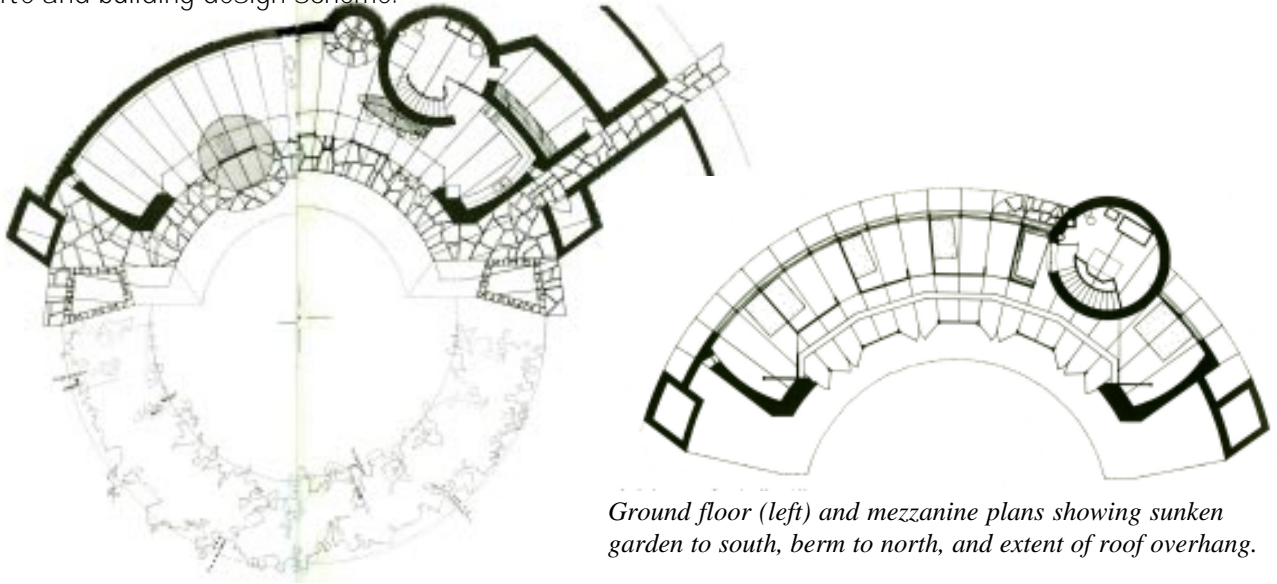 and building design scheme.
Ground floor (left) and mezzanine plans showing sunken
garden to south, berm to north, and extent of roof overhang.